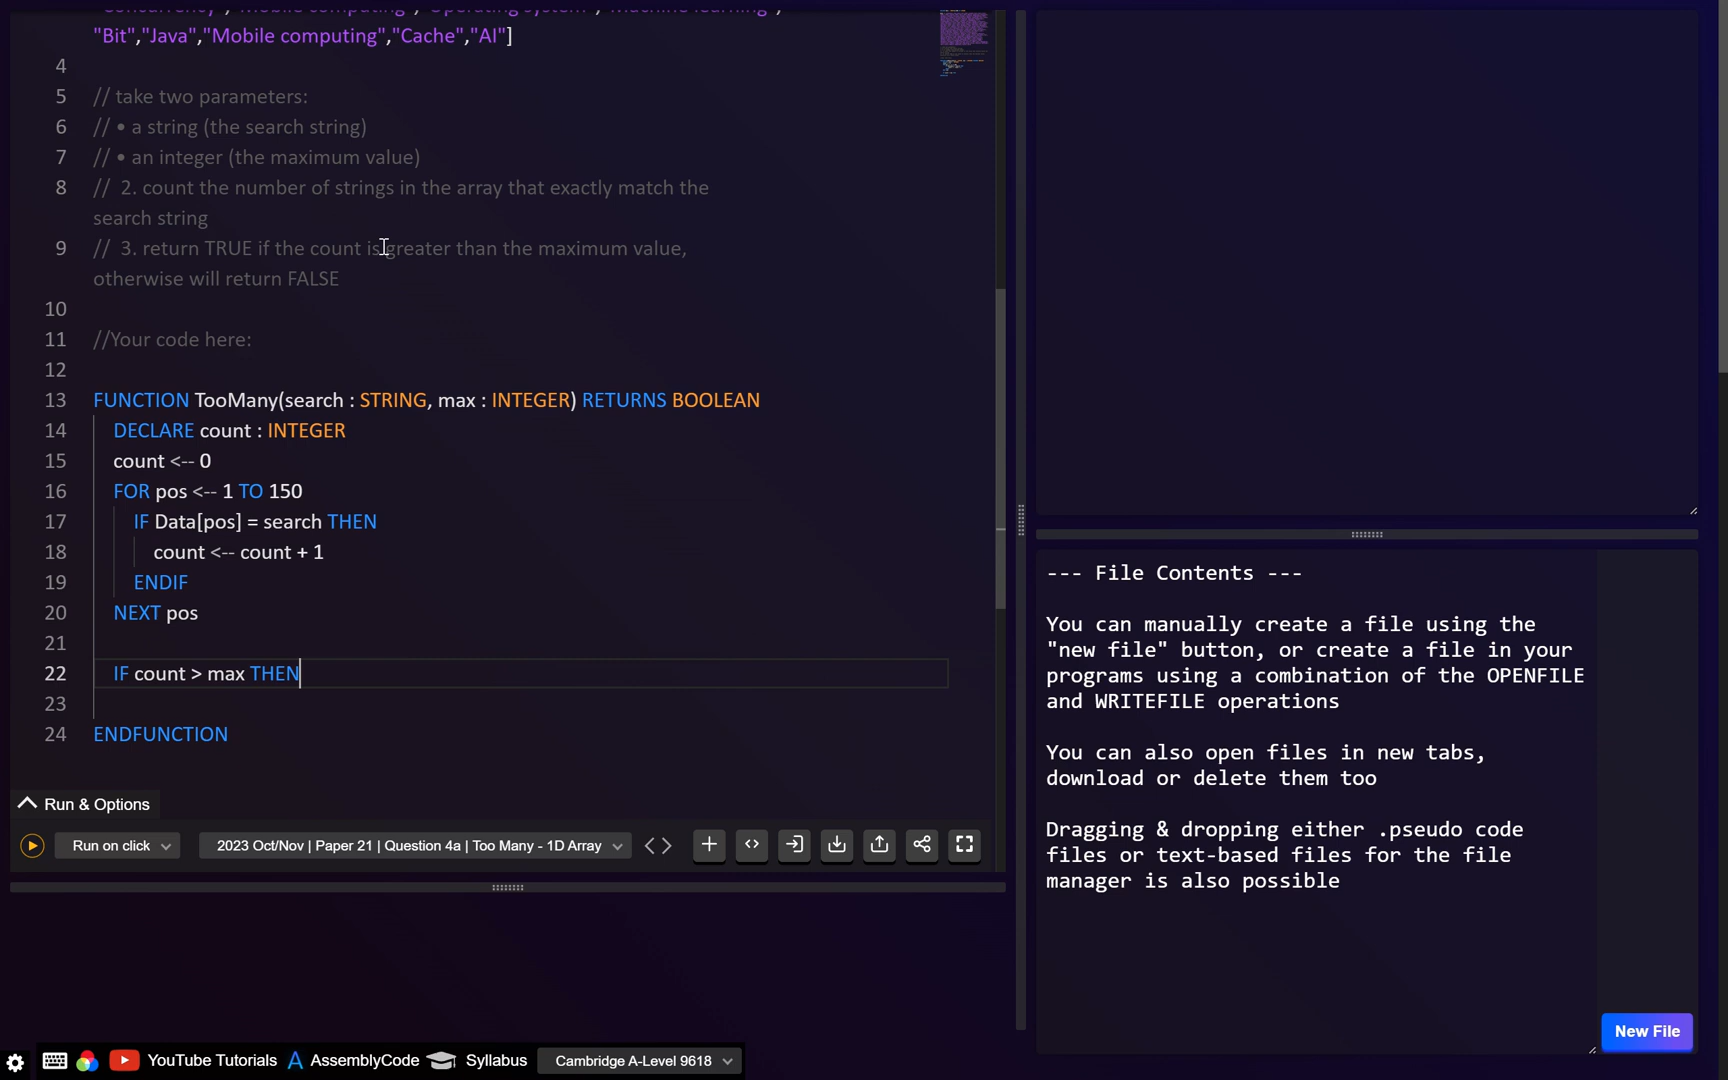 "Concurrency","Mobile computing","Operating system","Machine learning",
"Bit","Java","Mobile computing","Cache","AI"]
4
5 // take two parameters:
6 // • a string (the search string)
7 // • an integer (the maximum value)
8 // 2. count the number of strings in the array that exactly match the
search string
9 // 3. return TRUE if the count is greater than the maximum value,
otherwise will return FALSE
10
11 //Your code here:
12
13 FUNCTION TooMany(search : STRING, max : INTEGER) RETURNS BOOLEAN
14 DECLARE count : INTEGER
15 count <-- 0
16 FOR pos <-- 1 TO 150
17 IF Data[pos] = search THEN
18 count <-- count + 1
19 ENDIF
20 NEXT pos
21
22 IF count > max THEN
23
24 ENDFUNCTION
Run & Options
Run on click
2023 Oct/Nov | Paper 21 | Question 4a | Too Many - 1D Array
--- File Contents ---
You can manually create a file using the
"new file" button, or create a file in your
programs using a combination of the OPENFILE
and WRITEFILE operations
You can also open files in new tabs,
download or delete them too
Dragging & dropping either .pseudo code
files or text-based files for the file
manager is also possible
New File
YouTube Tutorials
AssemblyCode
Syllabus
Cambridge A-Level 9618